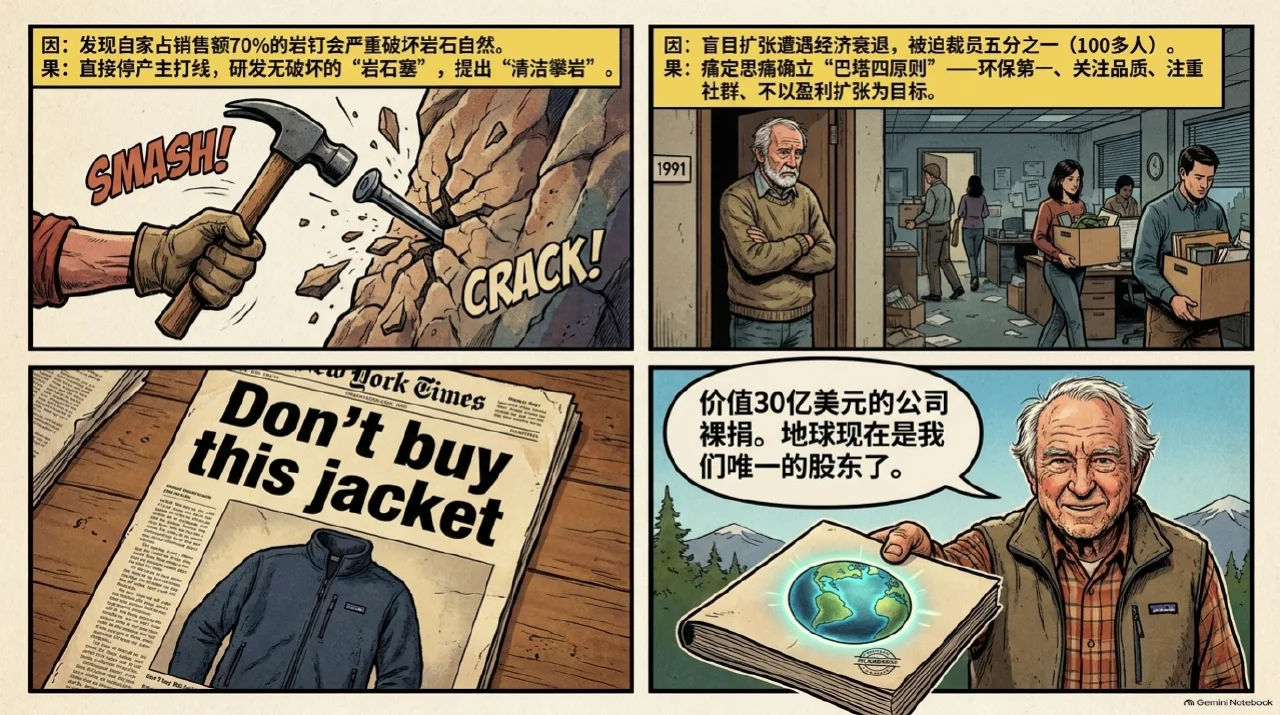 因：发现自家占销售额70%的岩钉会严重破坏岩石自然。
果：直接停产主打线，研发无破坏的“岩石塞”，提出“清洁攀岩”。
SMASH!
CRACK!
因：盲目扩张遭遇经济衰退，被迫裁员五分之一（100多人）。
果：痛定思痛确立“巴塔四原则”——环保第一、关注品质、注重
社群、不以盈利扩张为目标。
1991
New York Times
Don't buy
this jacket
价值30亿美元的公司
裸捐。地球现在是我
们唯一的股东了。
Gemini Notebook